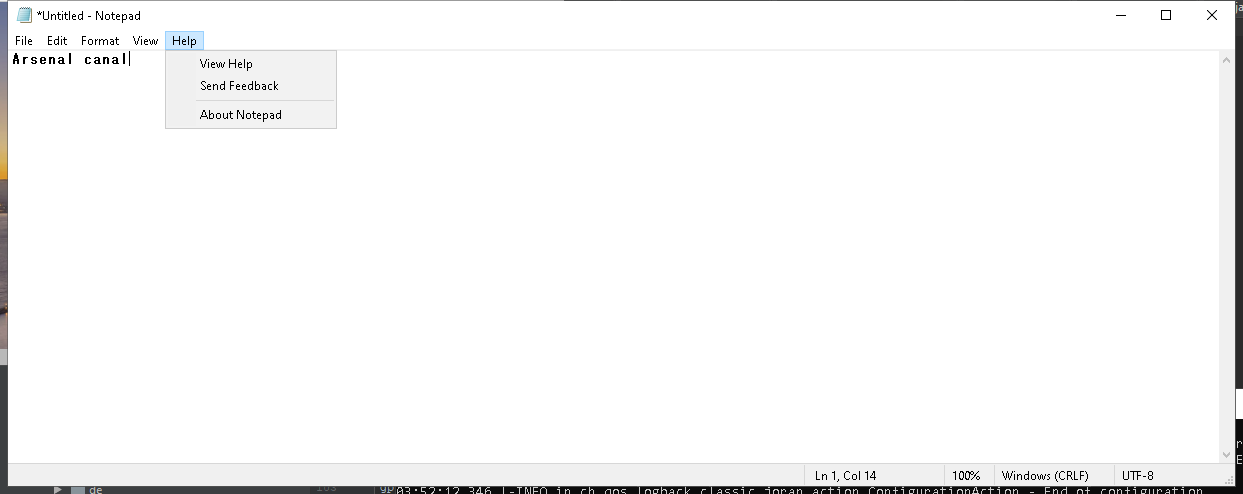 *Untitled - Notepad
File Edit Format View Help
Arsenal canal
View Help
Send Feedback
About Notepad
Ln 1, Col 14 100% Windows (CRLF) UTF-8
de
03:52:12,346 |-INFO in ch.qos.logback.classic.joran.action.ConfigurationAction - End of configuration.